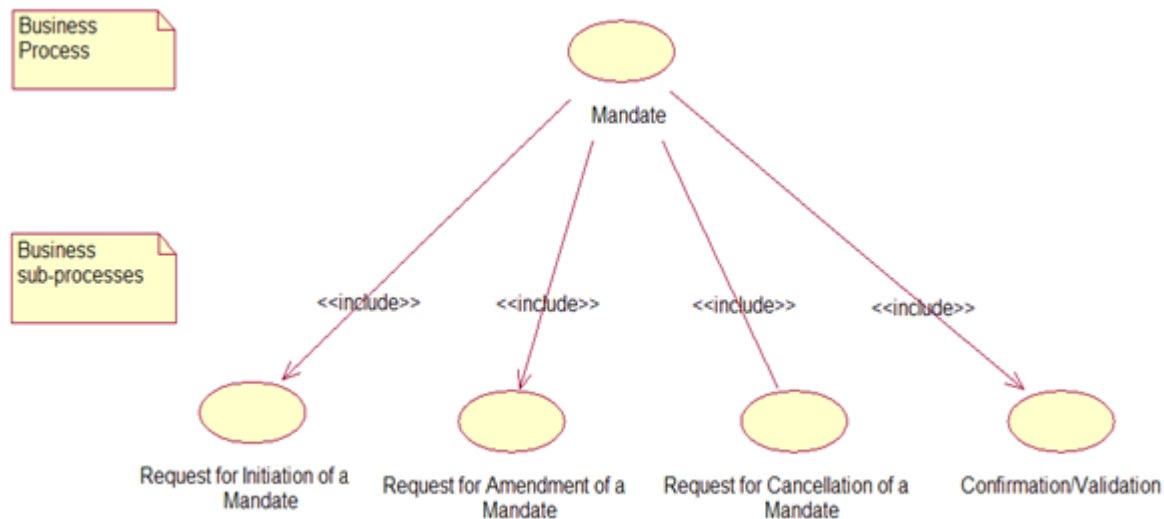 Business
Process
Mandate
Business
sub-processes
<<include>>
<<include>>
<<include>>
<<include>>
Request for Initiation of a
Mandate
Request for Amendment of a
Mandate
Request for Cancellation of a
Mandate
Confirmation/Validation